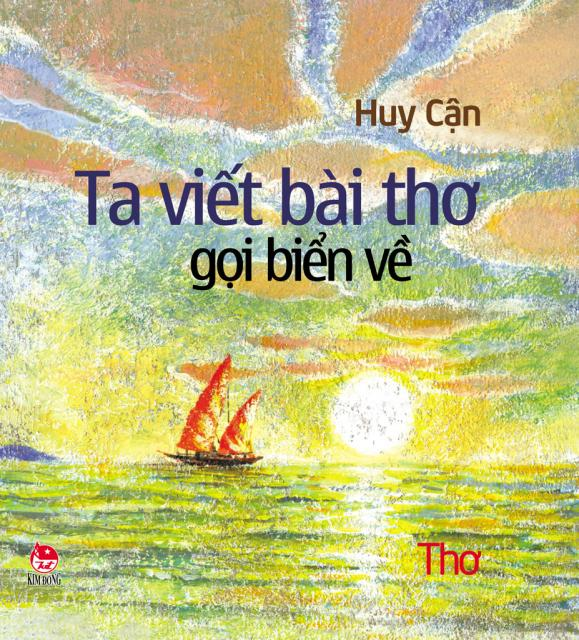 Huy Cận
Ta viết bài thơ
gọi biển về
Thơ
KIM ĐỒNG